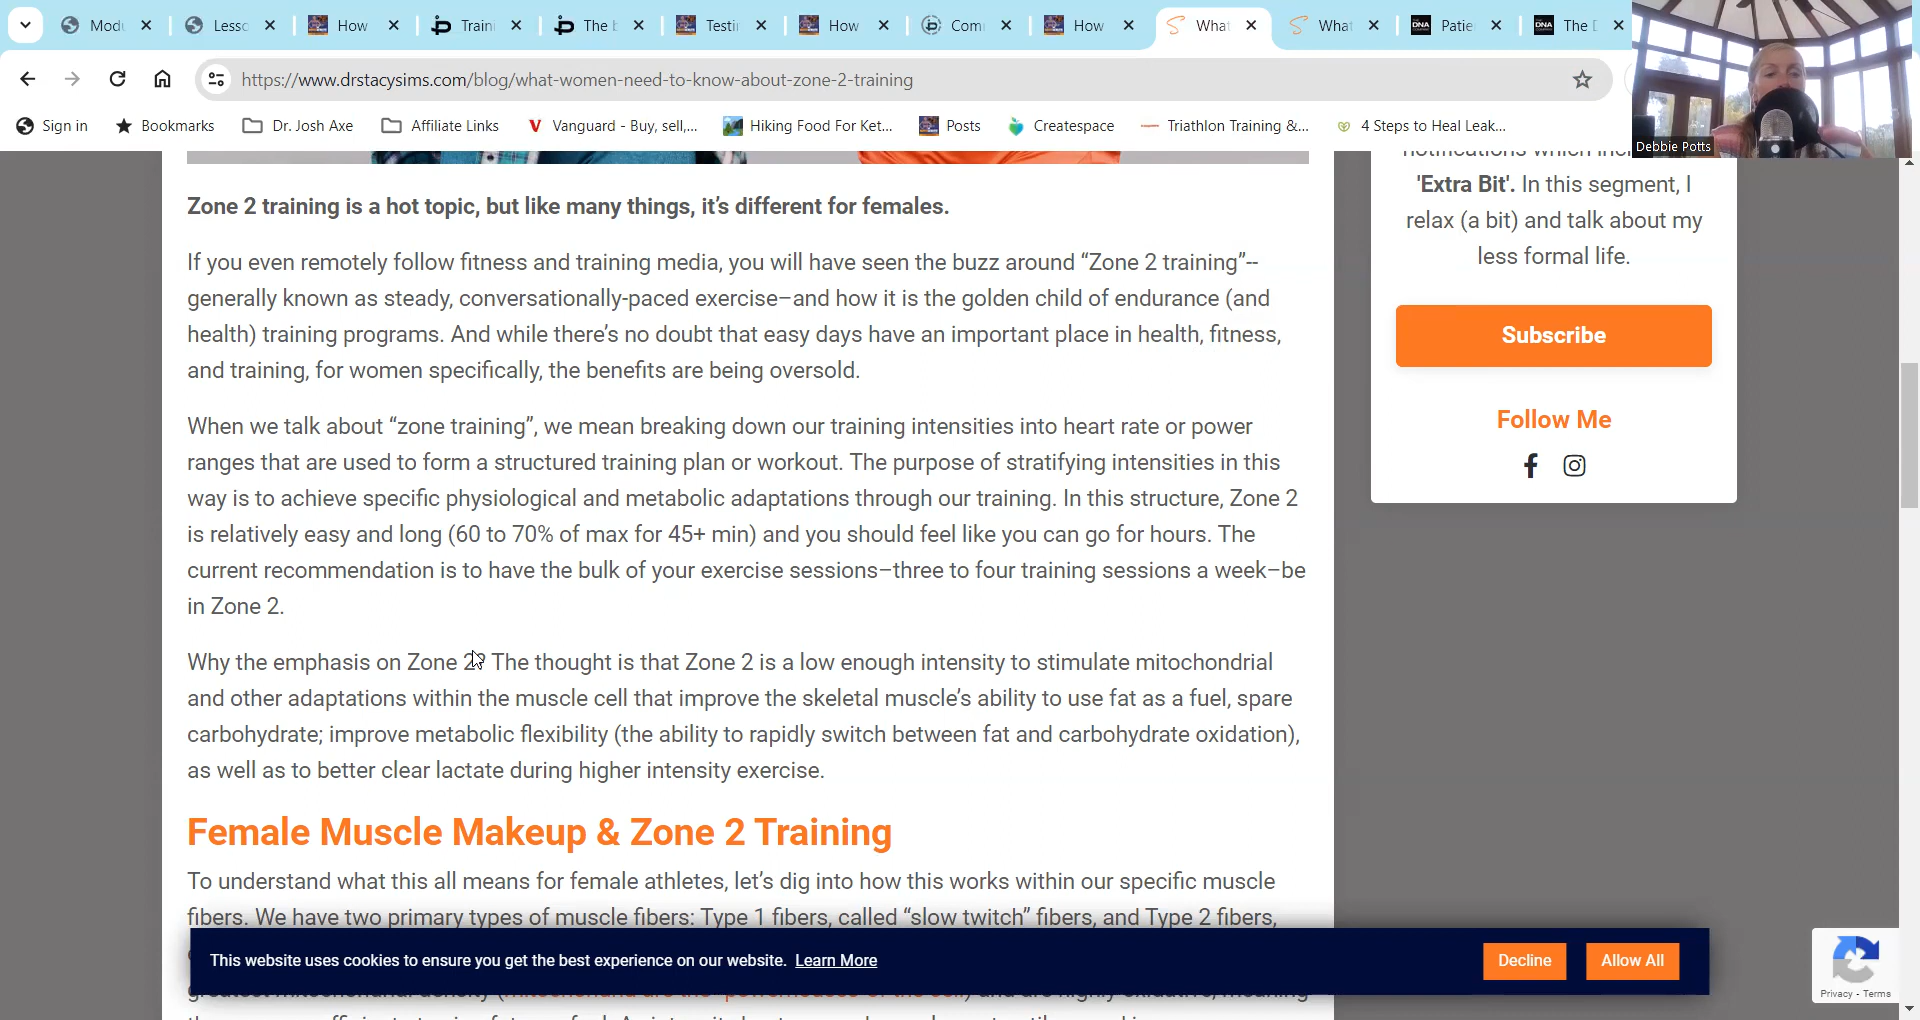 Modu
Lesso
How
Traini
The b
Testin
How
Com
How
What
What
DNA
Patie
DNA
The D
https://www.drstacysims.com/blog/what-women-need-to-know-about-zone-2-training
Sign in
Bookmarks
Dr. Josh Axe
Affiliate Links
Vanguard - Buy, sell,...
Hiking Food For Ket...
Posts
Createspace
Triathlon Training &...
4 Steps to Heal Leak...
Debbie Potts
Zone 2 training is a hot topic, but like many things, it’s different for females.
If you even remotely follow fitness and training media, you will have seen the buzz around “Zone 2 training”--
generally known as steady, conversationally-paced exercise–and how it is the golden child of endurance (and
health) training programs. And while there’s no doubt that easy days have an important place in health, fitness,
and training, for women specifically, the benefits are being oversold.
When we talk about “zone training”, we mean breaking down our training intensities into heart rate or power
ranges that are used to form a structured training plan or workout. The purpose of stratifying intensities in this
way is to achieve specific physiological and metabolic adaptations through our training. In this structure, Zone 2
is relatively easy and long (60 to 70% of max for 45+ min) and you should feel like you can go for hours. The
current recommendation is to have the bulk of your exercise sessions–three to four training sessions a week–be
in Zone 2.
Why the emphasis on Zone 2? The thought is that Zone 2 is a low enough intensity to stimulate mitochondrial
and other adaptations within the muscle cell that improve the skeletal muscle’s ability to use fat as a fuel, spare
carbohydrate; improve metabolic flexibility (the ability to rapidly switch between fat and carbohydrate oxidation),
as well as to better clear lactate during higher intensity exercise.
Female Muscle Makeup & Zone 2 Training
To understand what this all means for female athletes, let’s dig into how this works within our specific muscle
fibers. We have two primary types of muscle fibers: Type 1 fibers, called “slow twitch” fibers, and Type 2 fibers,
notifications which
'Extra Bit'. In this segment, I
relax (a bit) and talk about my
less formal life.
Subscribe
Follow Me
This website uses cookies to ensure you get the best experience on our website. Learn More
Decline
Allow All
Privacy - Terms